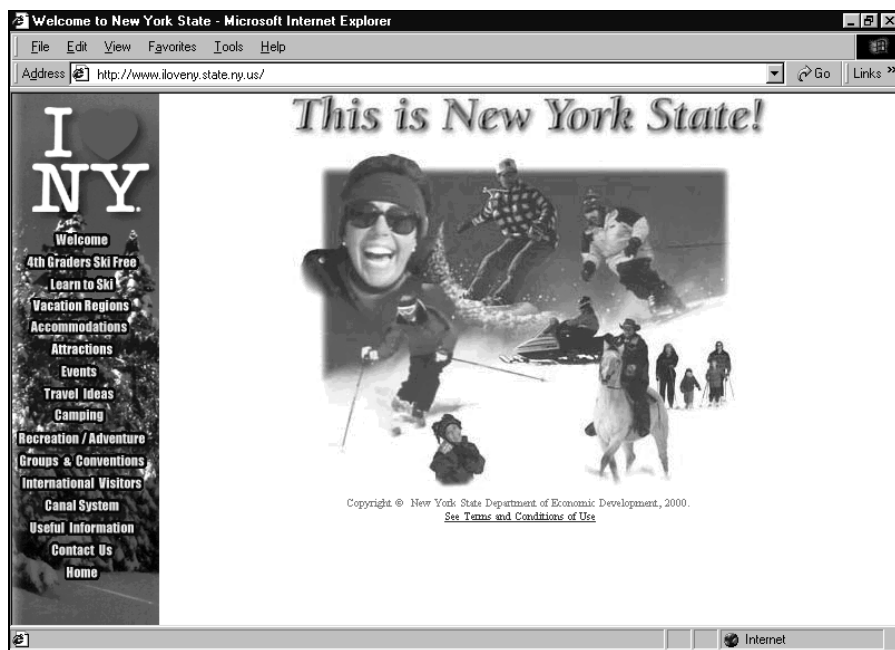 Welcome to New York State - Microsoft Internet Explorer
File Edit View Favorites Tools Help
Address http://www.iloveny.state.ny.us/ Go Links »
I
NY.
Welcome
4th Graders Ski Free
Learn to Ski
Vacation Regions
Accommodations
Attractions
Events
Travel Ideas
Camping
Recreation / Adventure
Groups & Conventions
International Visitors
Canal System
Useful Information
Contact Us
Home
This is New York State!
Copyright © New York State Department of Economic Development, 2000.
See Terms and Conditions of Use
Internet